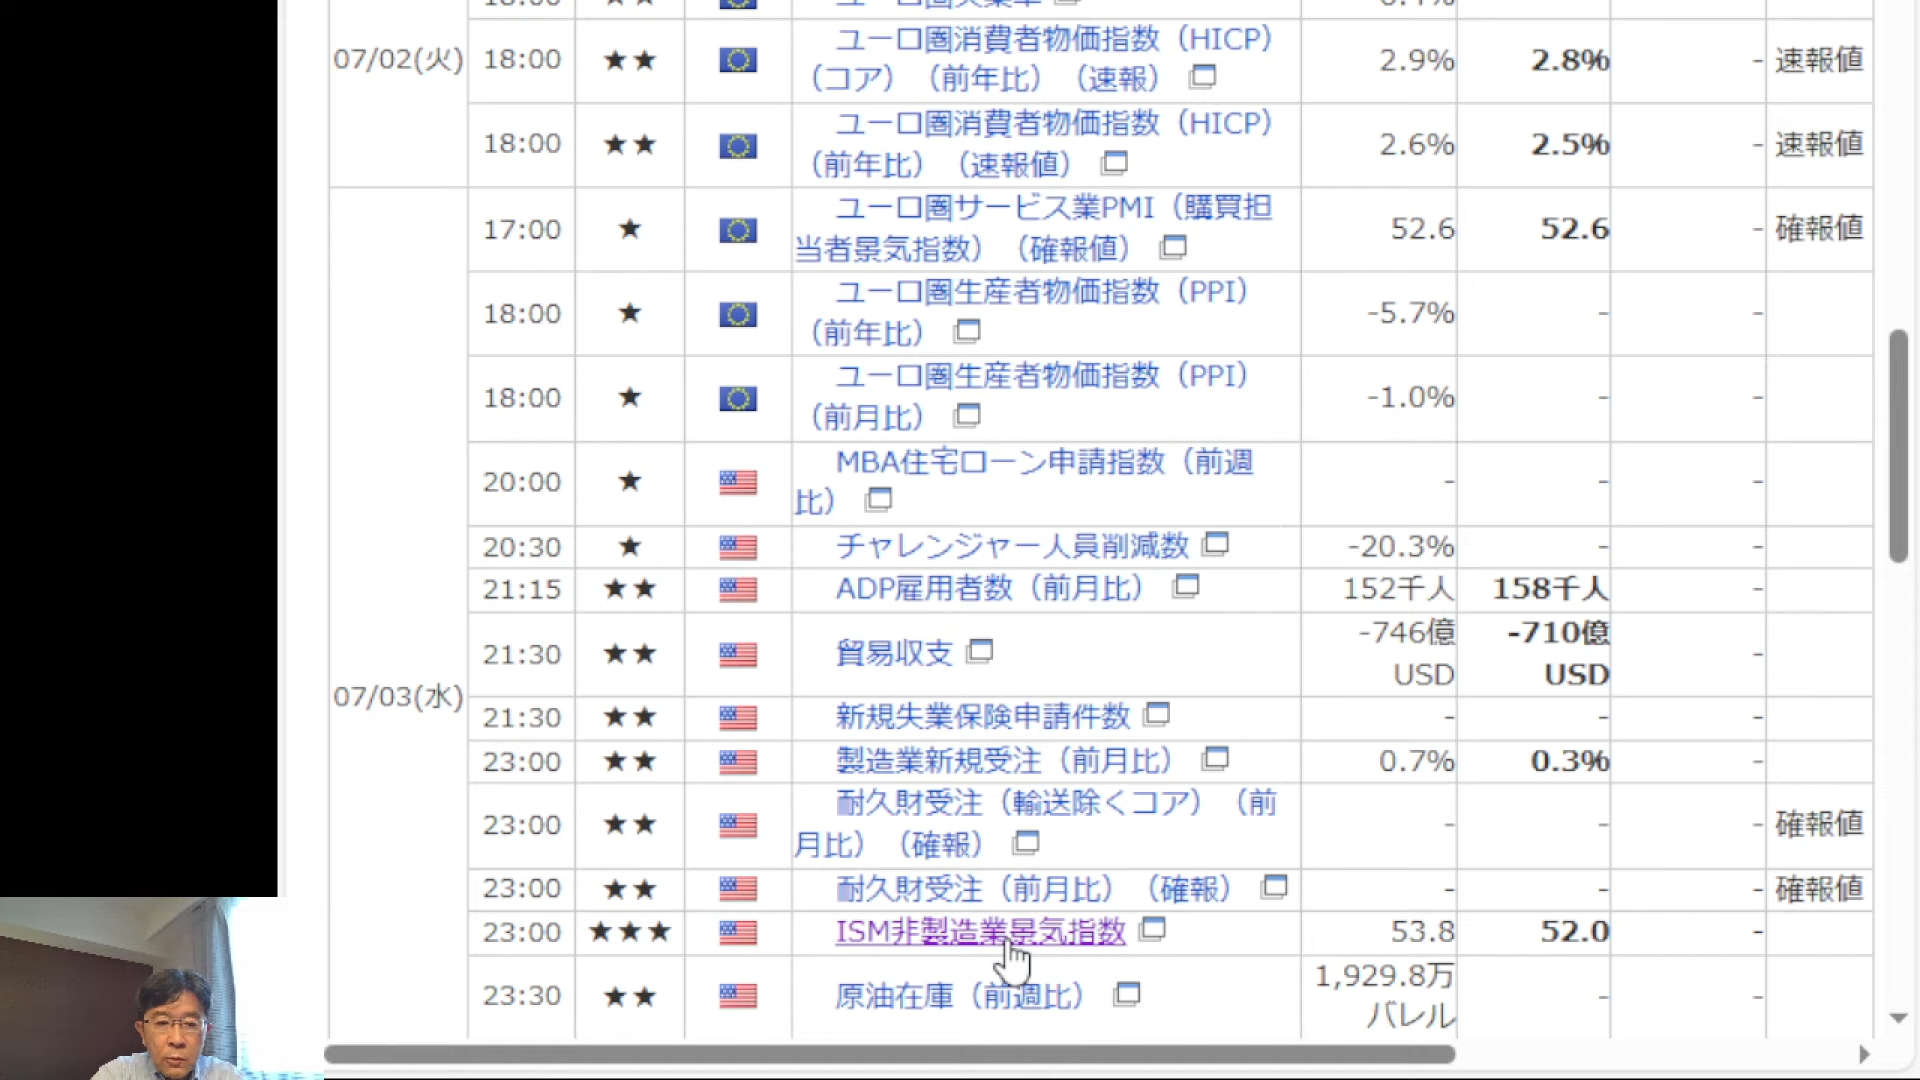 07/02(火)
18:00 ★★ ユーロ圏消費者物価指数（HICP）
（コア）（前年比）（速報） 2.9% 2.8% - 速報値
18:00 ★★ ユーロ圏消費者物価指数（HICP）
（前年比）（速報値） 2.6% 2.5% - 速報値
17:00 ★ ユーロ圏サービス業PMI（購買担
当者景気指数）（確報値） 52.6 52.6 - 確報値
18:00 ★ ユーロ圏生産者物価指数（PPI）
（前年比） -5.7% - -
18:00 ★ ユーロ圏生産者物価指数（PPI）
（前月比） -1.0% - -
20:00 ★ MBA住宅ローン申請指数（前週
比） - - -
20:30 ★ チャレンジャー人員削減数 -20.3% - -
21:15 ★★ ADP雇用者数（前月比） 152千人 158千人 -
21:30 ★★ 貿易収支 -746億 -710億 -
USD USD
07/03(水)
21:30 ★★ 新規失業保険申請件数 - - -
23:00 ★★ 製造業新規受注（前月比） 0.7% 0.3% -
23:00 ★★ 耐久財受注（輸送除くコア）（前
月比）（確報） - - - 確報値
23:00 ★★ 耐久財受注（前月比）（確報） - - - 確報値
23:00 ★★★ ISM非製造業景気指数 53.8 52.0 -
23:30 ★★ 原油在庫（前週比） 1,929.8万 - -
バレル